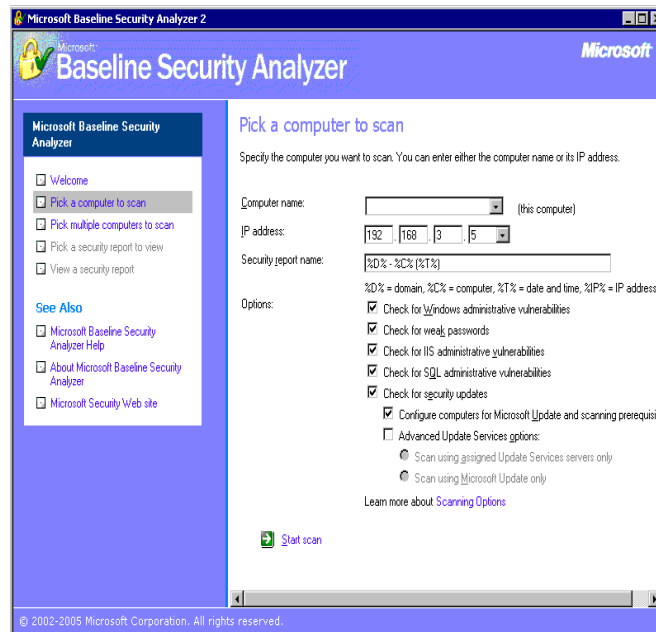 Microsoft Baseline Security Analyzer 2
Microsoft
Baseline Security Analyzer
Microsoft
Microsoft Baseline Security
Analyzer
Welcome
Pick a computer to scan
Pick multiple computers to scan
Pick a security report to view
View a security report
See Also
Microsoft Baseline Security
Analyzer Help
About Microsoft Baseline Security
Analyzer
Microsoft Security Web site
Pick a computer to scan
Specify the computer you want to scan. You can enter either the computer name or its IP address.
Computer name:
(this computer)
IP address:
192 . 168 . 3 . 5
Security report name:
%D% - %C% (%T%)
%D% = domain, %C% = computer, %T% = date and time, %IP% = IP address
Options:
Check for Windows administrative vulnerabilities
Check for weak passwords
Check for IIS administrative vulnerabilities
Check for SQL administrative vulnerabilities
Check for security updates
Configure computers for Microsoft Update and scanning prerequisi
Advanced Update Services options:
Scan using assigned Update Services servers only
Scan using Microsoft Update only
Learn more about Scanning Options
Start scan
© 2002-2005 Microsoft Corporation. All rights reserved.